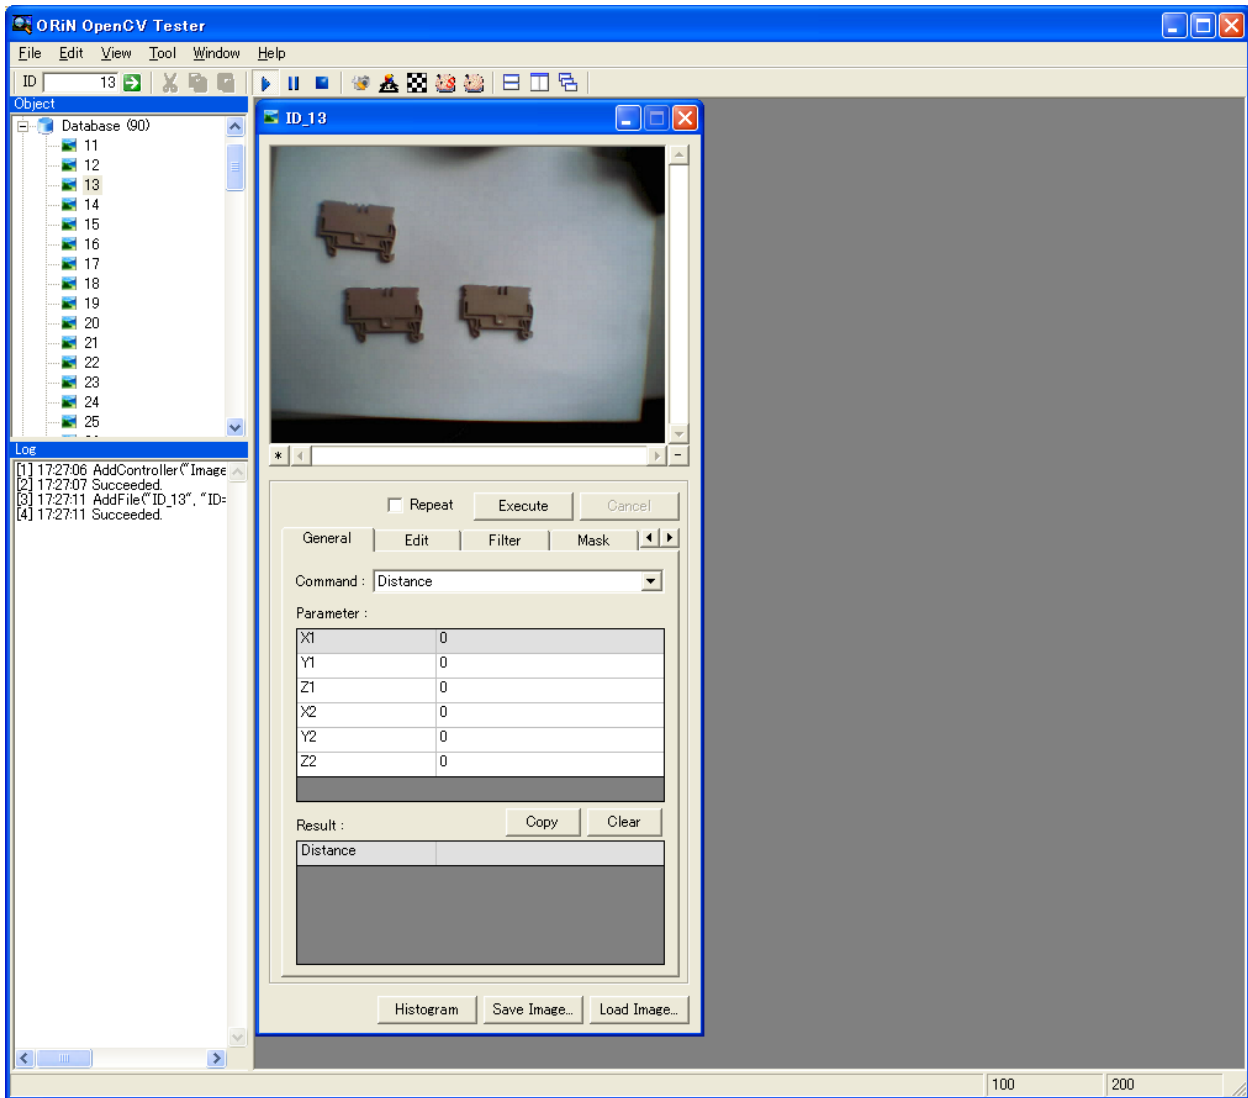 ORiN OpenCV Tester
File Edit View Tool Window Help
ID 13
Object
Database (90)
11
12
13
14
15
16
17
18
19
20
21
22
23
24
25
Log
[1] 17:27:06 AddController("Image
[2] 17:27:07 Succeeded.
[3] 17:27:11 AddFile("ID_13", "ID=
[4] 17:27:11 Succeeded.
ID_13
* -
Repeat Execute Cancel
General Edit Filter Mask
Command : Distance
Parameter :
X1 0
Y1 0
Z1 0
X2 0
Y2 0
Z2 0
Result : Copy Clear
Distance
Histogram Save Image... Load Image...
100 200